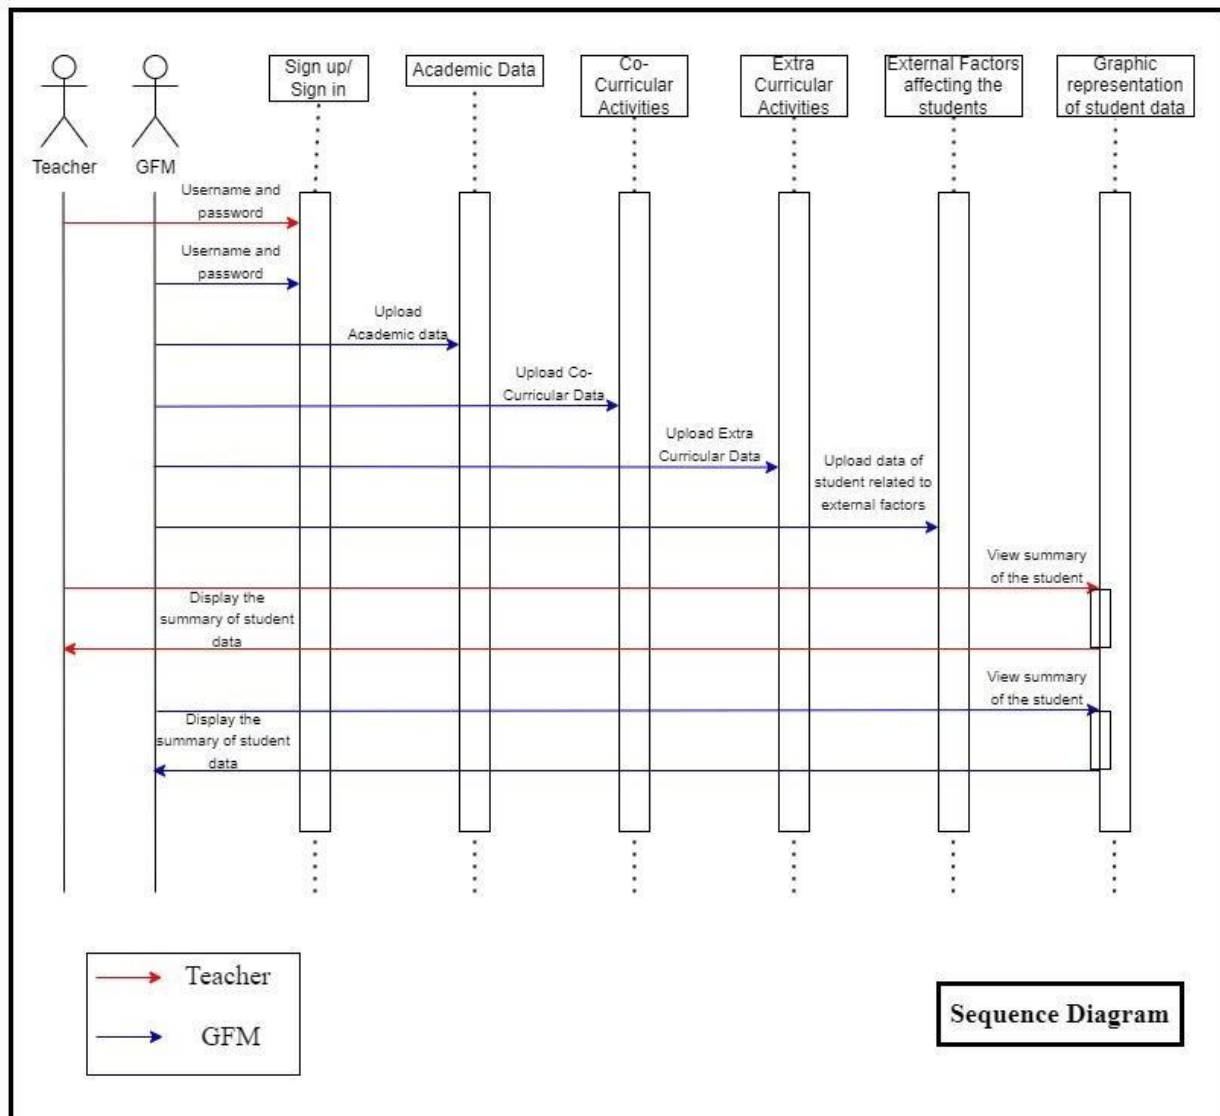 Sign up/
Sign in
Academic Data
Co-
Curricular
Activities
Extra
Curricular
Activities
External Factors
affecting the
students
Graphic
representation
of student data
Teacher
GFM
Username and
password
Username and
password
Upload
Academic data
Upload Co-
Curricular Data
Upload Extra
Curricular Data
Upload data of
student related to
external factors
View summary
of the student
Display the
summary of student
data
View summary
of the student
Display the
summary of student
data
Teacher
GFM
Sequence Diagram